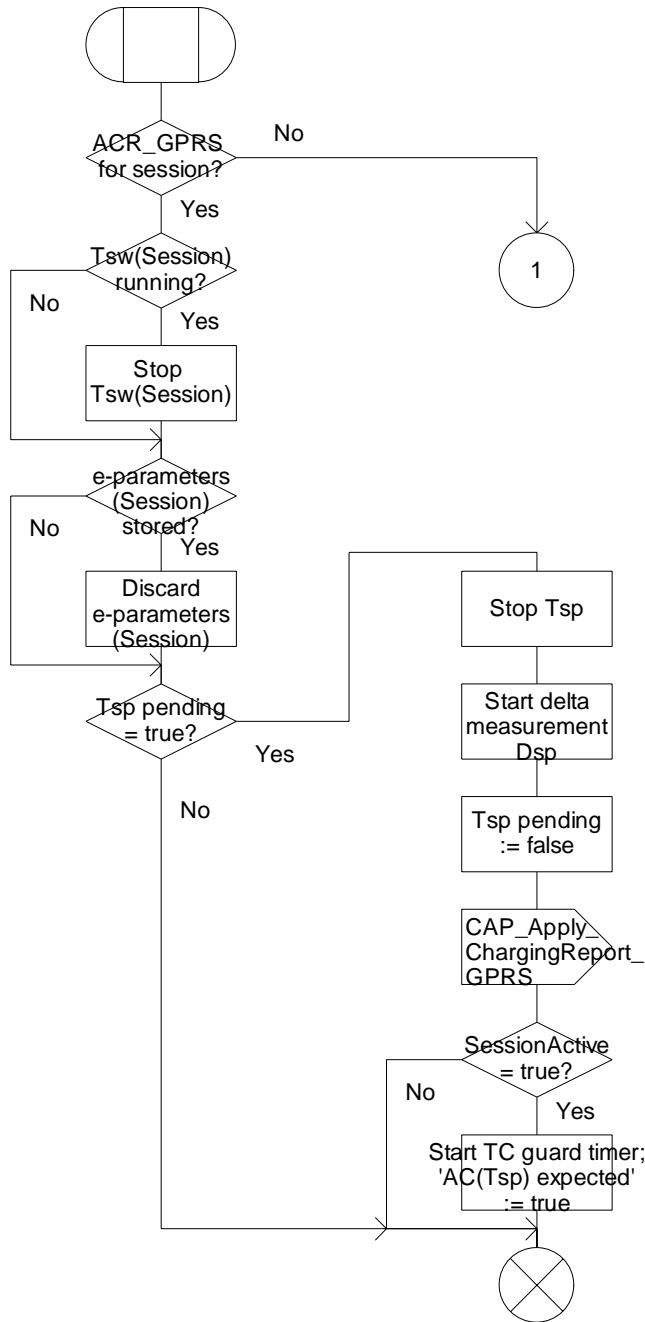 ACR_GPRS
for session?
No
Yes
Tsw(Session)
running?
1
No
Yes
Stop
Tsw(Session)
e-parameters
(Session)
stored?
No
Yes
Discard
e-parameters
(Session)
Stop Tsp
Tsp pending
= true?
Yes
No
Start delta
measurement
Dsp
Tsp pending
:= false
CAP_Apply_
ChargingReport_
GPRS
SessionActive
= true?
No
Yes
Start TC guard timer;
'AC(Tsp) expected'
:= true